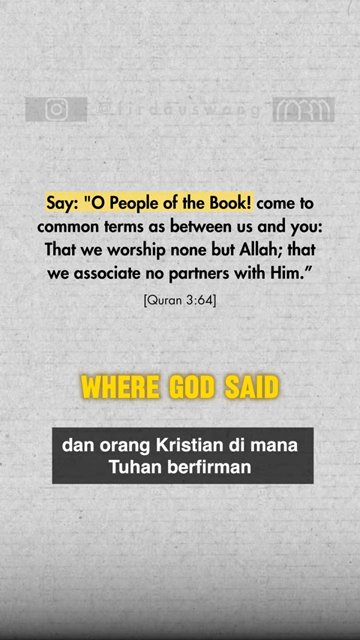 @firdauswong
Say: "O People of the Book! come to
common terms as between us and you:
That we worship none but Allah; that
we associate no partners with Him.”
[Quran 3:64]
WHERE GOD SAID
dan orang Kristian di mana
Tuhan berfirman